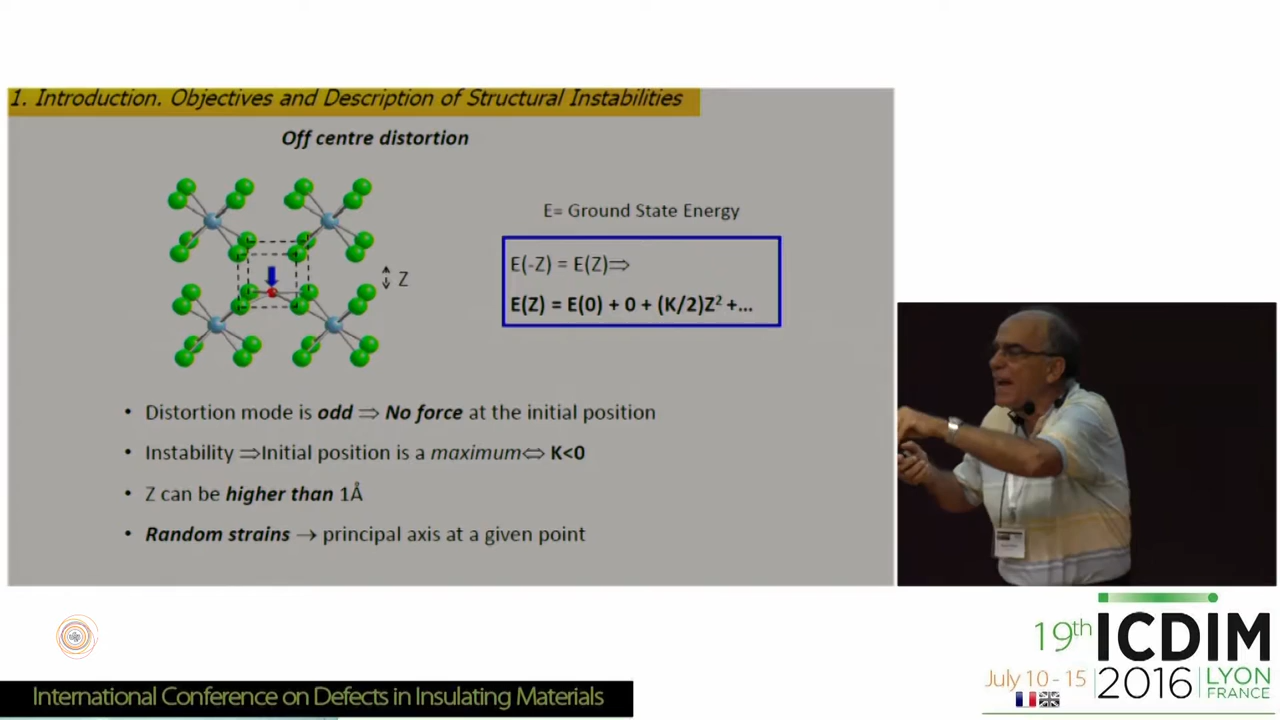 1. Introduction. Objectives and Description of Structural Instabilities
Off centre distortion
E= Ground State Energy
E(-Z) = E(Z)⇒
E(Z) = E(0) + 0 + (K/2)Z² +...
Z
• Distortion mode is odd ⇒ No force at the initial position
• Instability ⇒Initial position is a maximum⇔ K<0
• Z can be higher than 1Å
• Random strains → principal axis at a given point
19th ICDIM
July 10 - 15 2016 LYON
FRANCE
International Conference on Defects in Insulating Materials